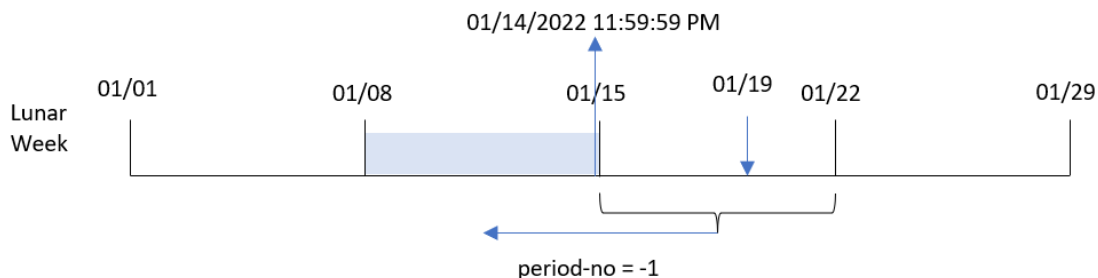 01/14/2022 11:59:59 PM
01/01
01/08
01/15
01/19
01/22
01/29
Lunar
Week
period-no = -1